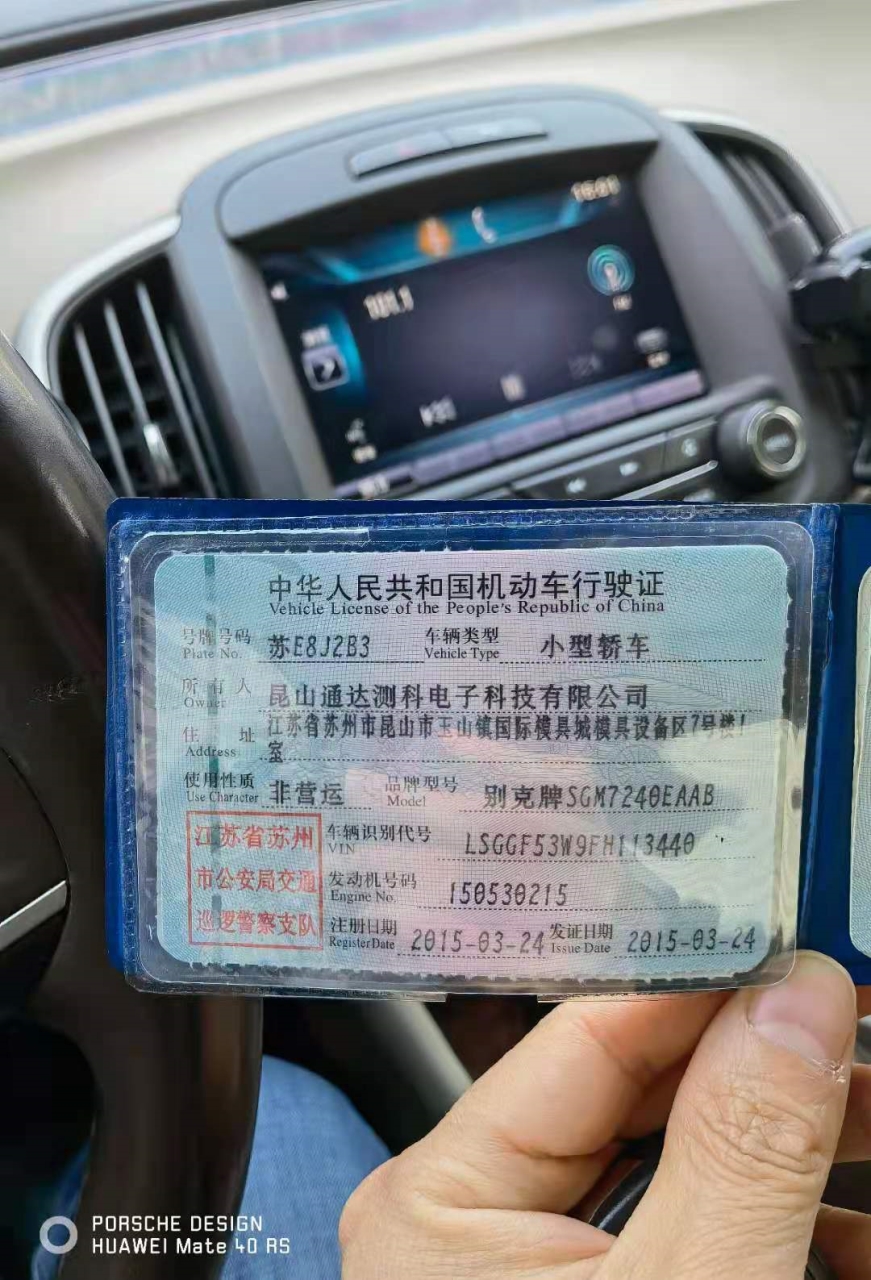 16:01
101.1
中华人民共和国机动车行驶证
Vehicle License of the People's Republic of China
号牌号码 苏E8J2B3 车辆类型 小型轿车
Plate No. Vehicle Type
所有人 昆山通达测科电子科技有限公司
Owner
住址 江苏省苏州市昆山市玉山镇国际模具城模具设备区7号楼1
Address 室
使用性质 非营运 品牌型号 别克牌SGM7240EAAB
Use Character Model
江苏省苏州 车辆识别代号 LSGGF53W9FH113440
VIN
市公安局交通 发动机号码 150530215
Engine No.
巡逻警察支队 注册日期 2015-03-24 发证日期 2015-03-24
Register Date Issue Date
PORSCHE DESIGN
HUAWEI Mate 40 RS